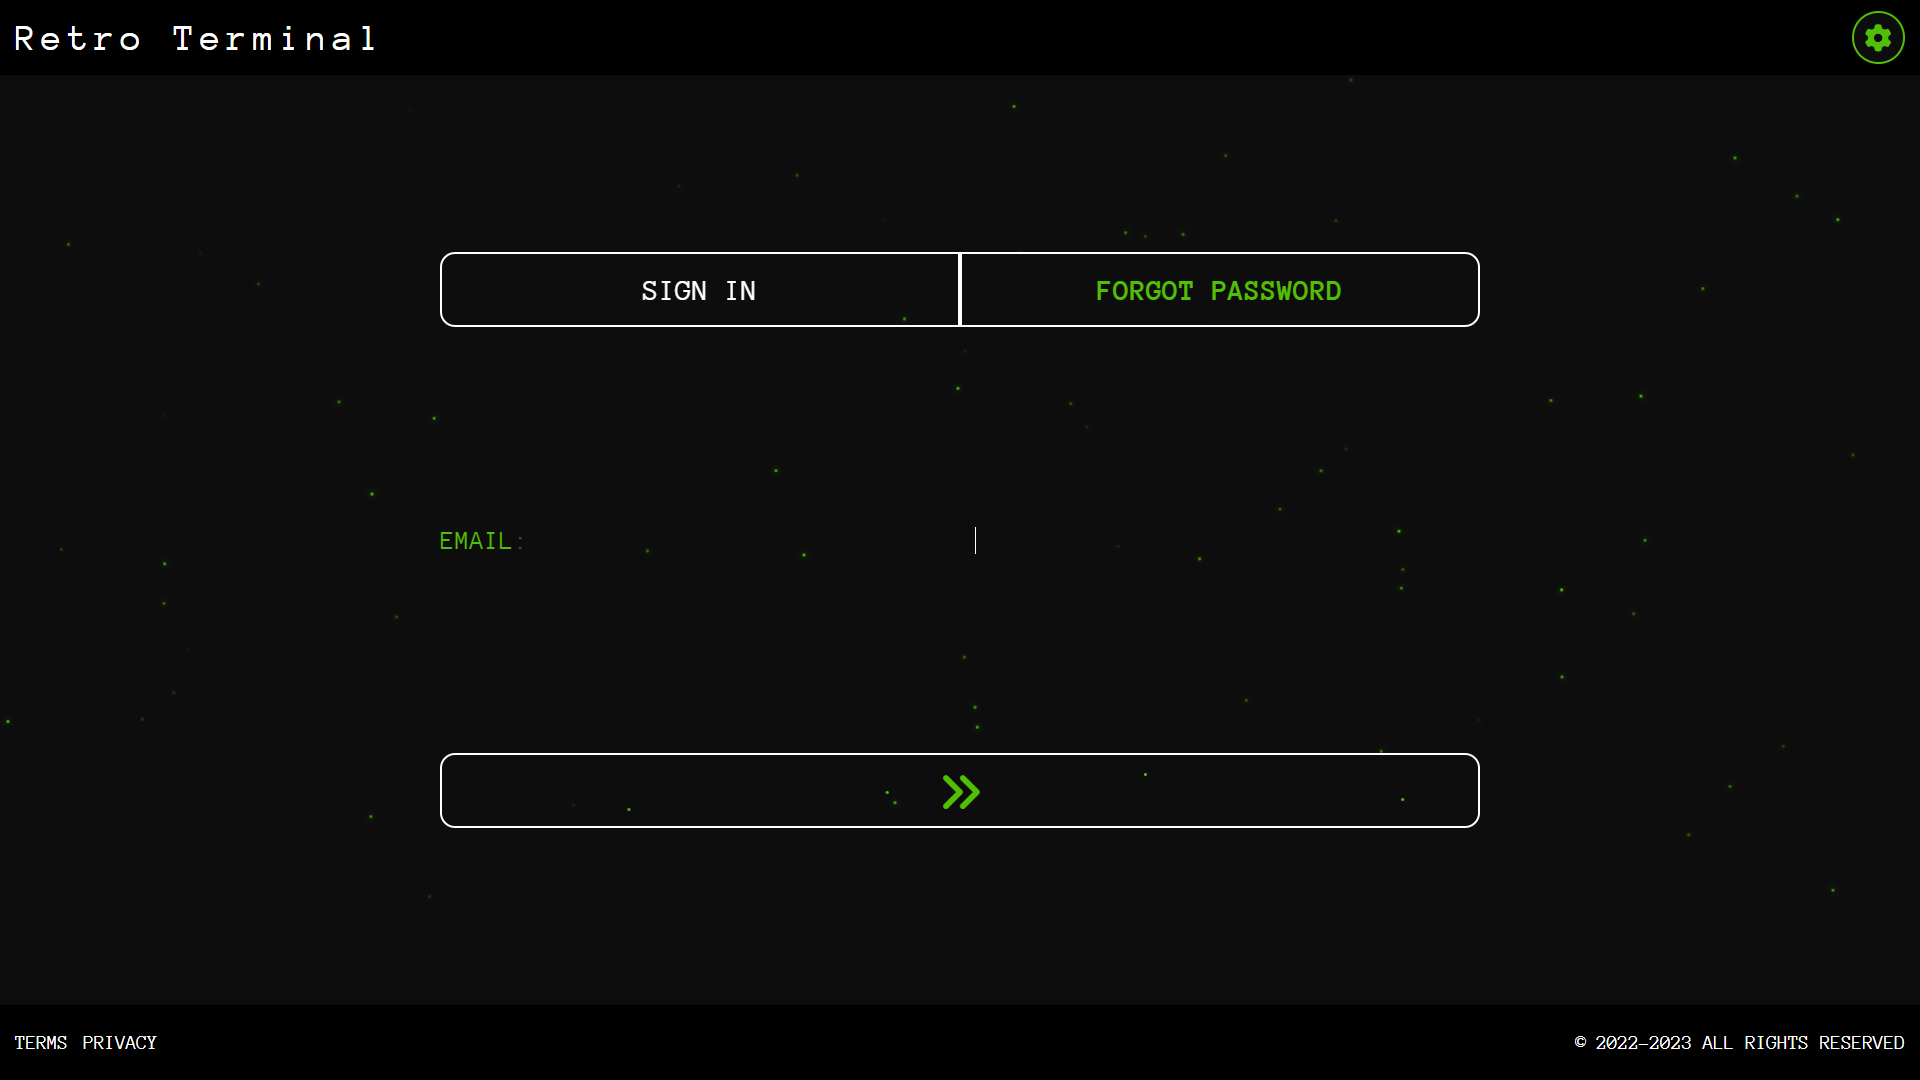 Retro Terminal
SIGN IN
FORGOT PASSWORD
EMAIL:
TERMS PRIVACY
© 2022-2023 ALL RIGHTS RESERVED